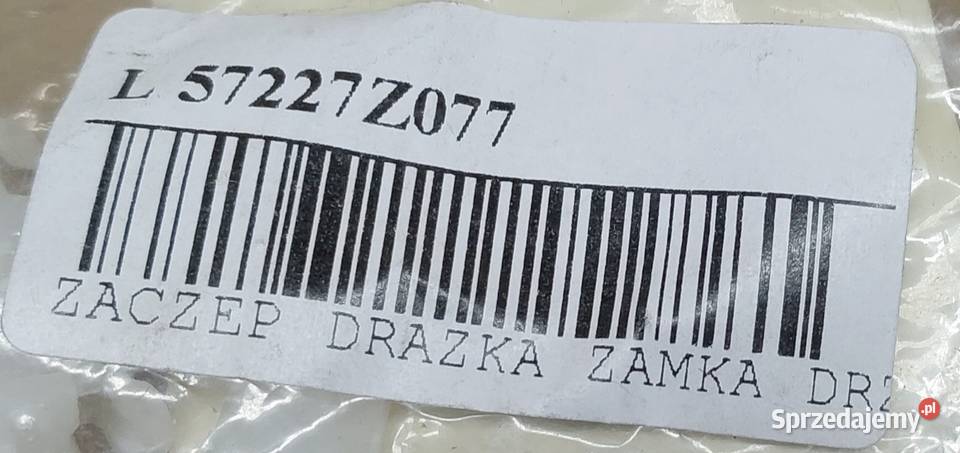 L 57227Z077
ZACZEP DRAZKA ZAMKA
Sprzedajemy.pl